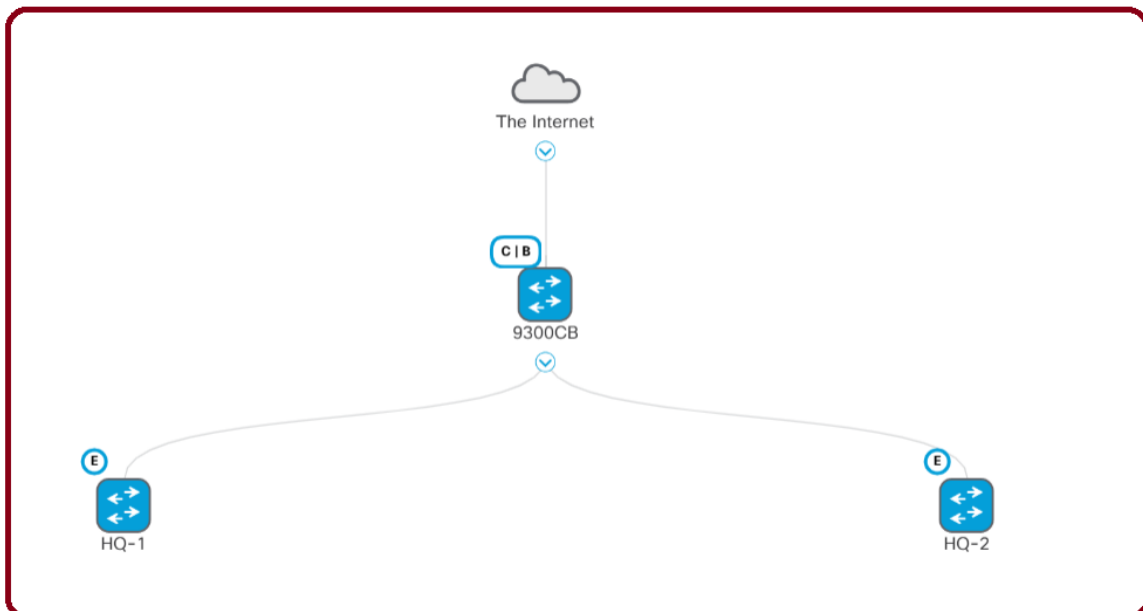 The Internet
C | B
9300CB
E
E
HQ-1
HQ-2